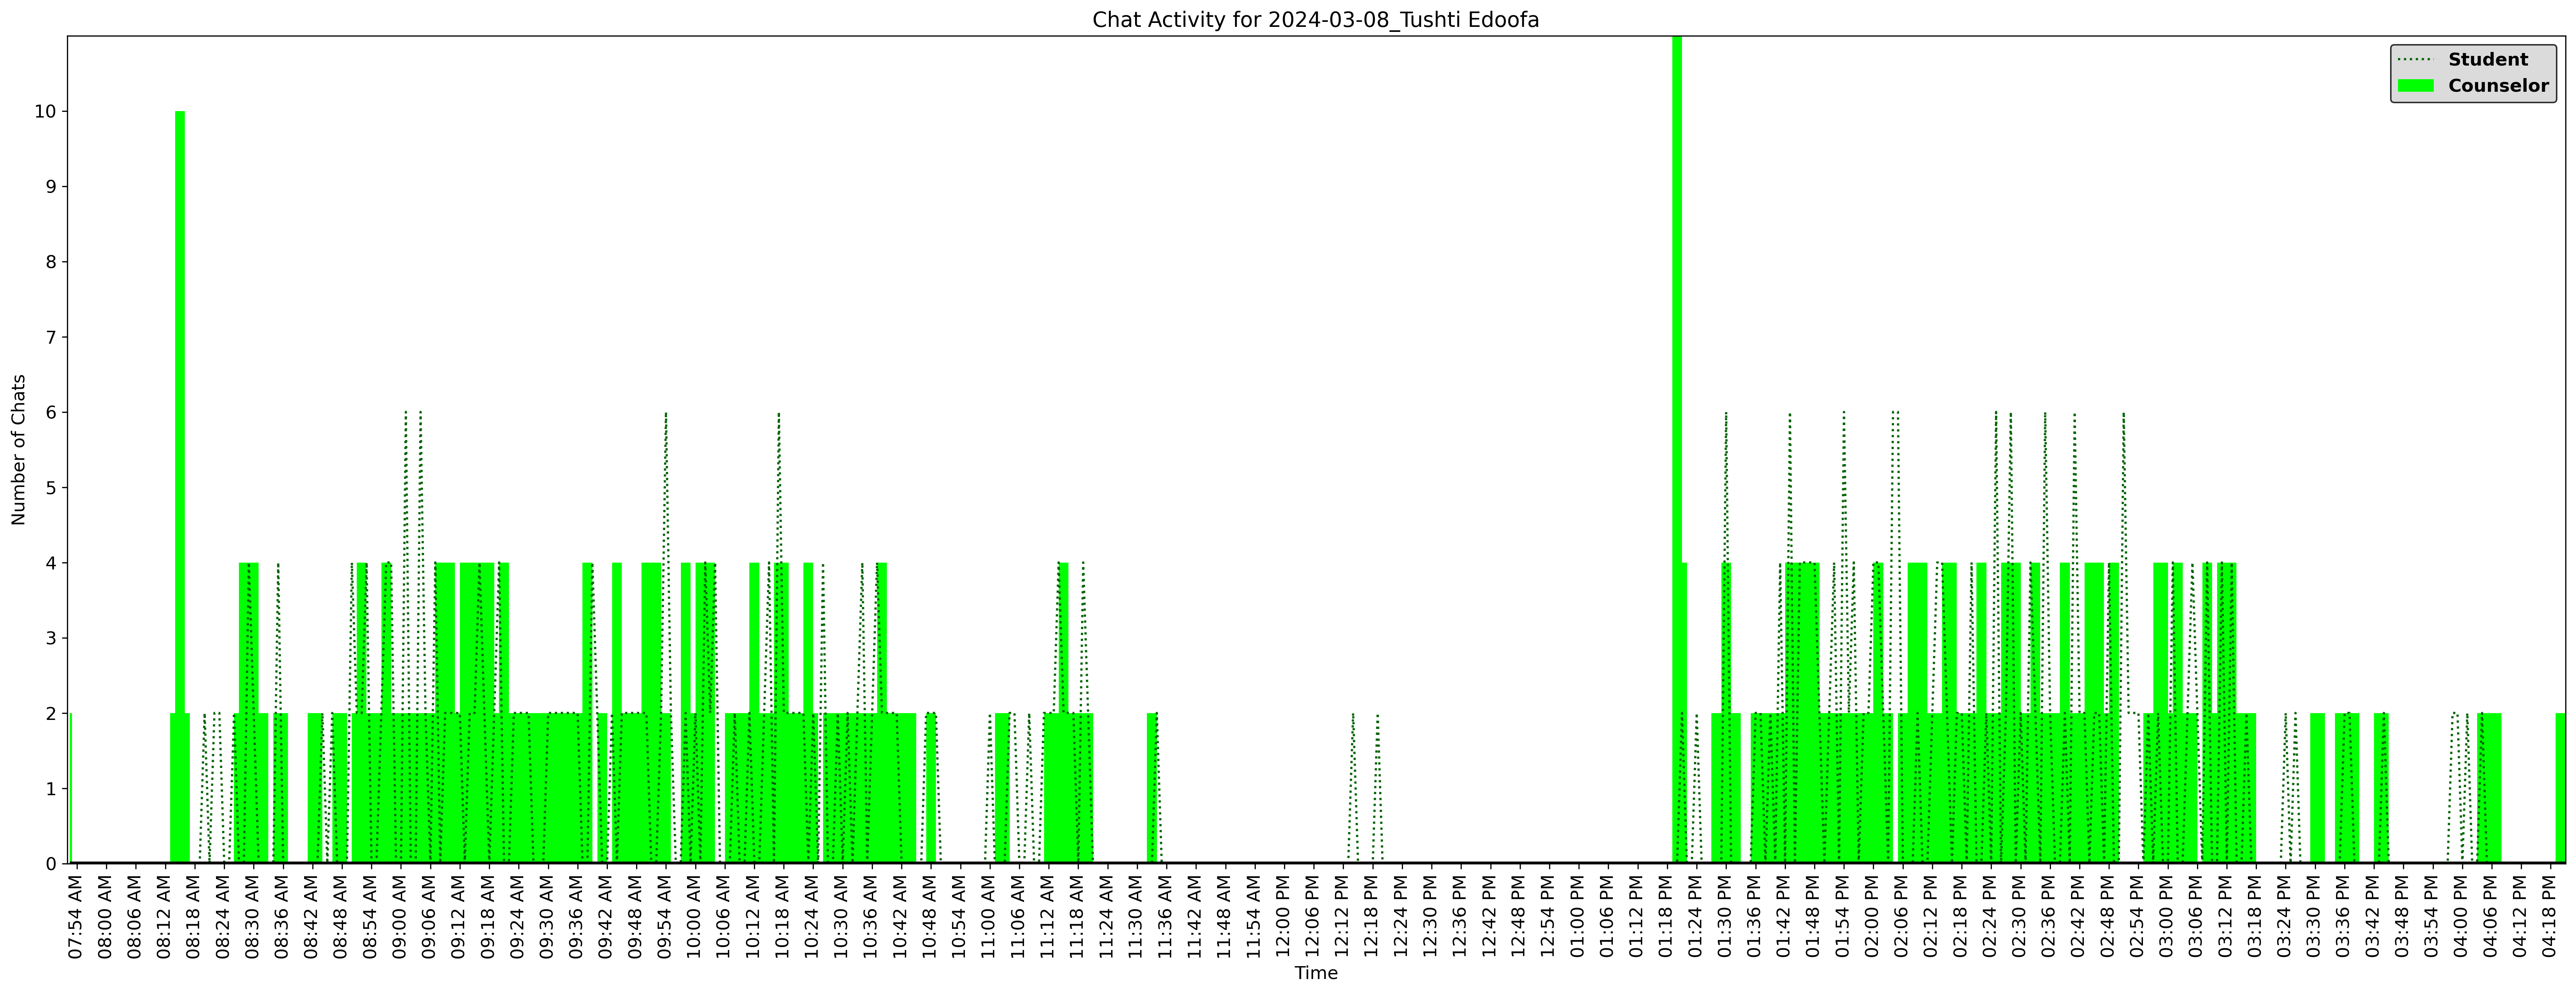 Chat Activity for 2024-03-08_Tushti Edoofa
Student
Counselor
Number of Chats
10
9
8
7
6
5
4
3
2
1
0
07:54 AM
08:00 AM
08:06 AM
08:12 AM
08:18 AM
08:24 AM
08:30 AM
08:36 AM
08:42 AM
08:48 AM
08:54 AM
09:00 AM
09:06 AM
09:12 AM
09:18 AM
09:24 AM
09:30 AM
09:36 AM
09:42 AM
09:48 AM
09:54 AM
10:00 AM
10:06 AM
10:12 AM
10:18 AM
10:24 AM
10:30 AM
10:36 AM
10:42 AM
10:48 AM
10:54 AM
11:00 AM
11:06 AM
11:12 AM
11:18 AM
11:24 AM
11:30 AM
11:36 AM
11:42 AM
11:48 AM
11:54 AM
12:00 PM
12:06 PM
12:12 PM
12:18 PM
12:24 PM
12:30 PM
12:36 PM
12:42 PM
12:48 PM
12:54 PM
01:00 PM
01:06 PM
01:12 PM
01:18 PM
01:24 PM
01:30 PM
01:36 PM
01:42 PM
01:48 PM
01:54 PM
02:00 PM
02:06 PM
02:12 PM
02:18 PM
02:24 PM
02:30 PM
02:36 PM
02:42 PM
02:48 PM
02:54 PM
03:00 PM
03:06 PM
03:12 PM
03:18 PM
03:24 PM
03:30 PM
03:36 PM
03:42 PM
03:48 PM
03:54 PM
04:00 PM
04:06 PM
04:12 PM
04:18 PM
Time